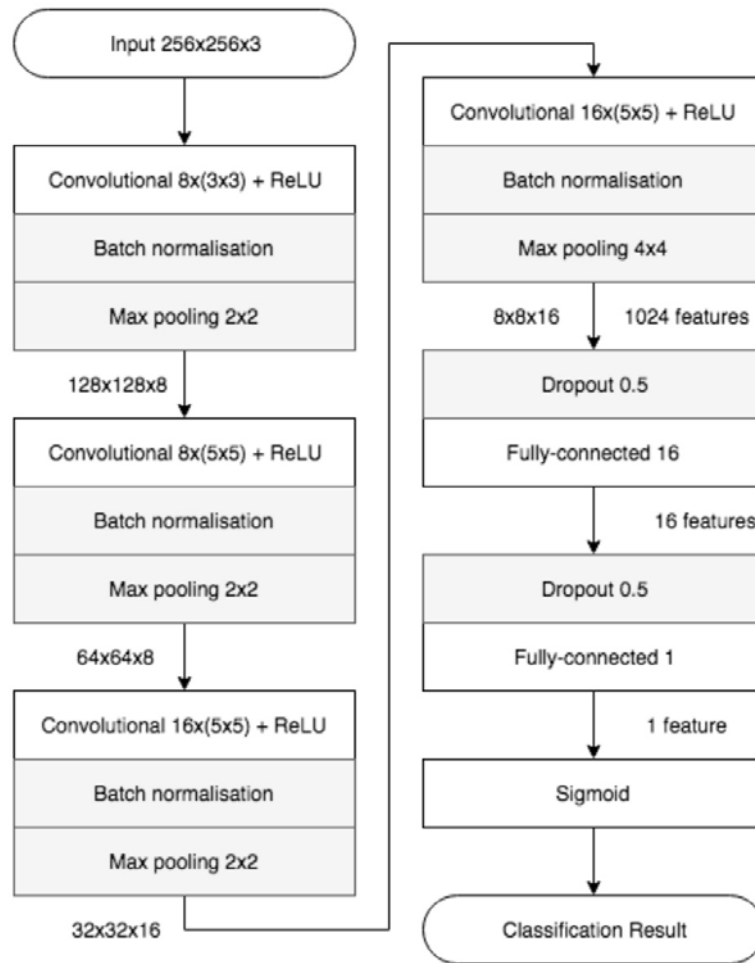 Input 256x256x3
Convolutional 8x(3x3) + ReLU
Batch normalisation
Max pooling 2x2
128x128x8
Convolutional 8x(5x5) + ReLU
Batch normalisation
Max pooling 2x2
64x64x8
Convolutional 16x(5x5) + ReLU
Batch normalisation
Max pooling 2x2
32x32x16
Convolutional 16x(5x5) + ReLU
Batch normalisation
Max pooling 4x4
8x8x16 1024 features
Dropout 0.5
Fully-connected 16
16 features
Dropout 0.5
Fully-connected 1
1 feature
Sigmoid
Classification Result